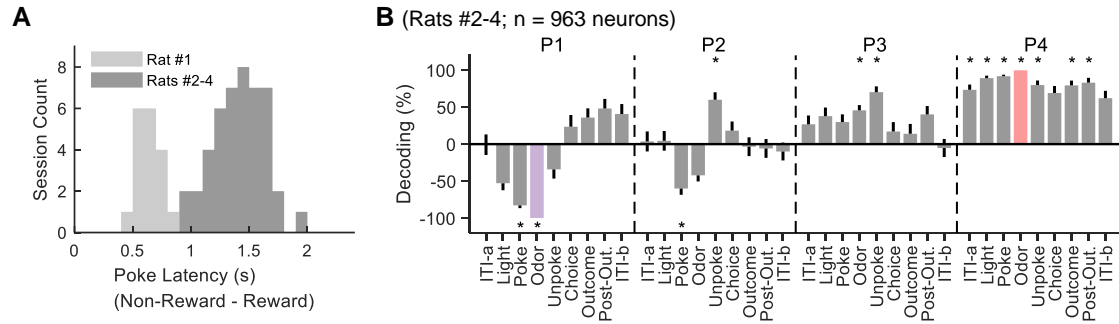 A
B (Rats #2-4; n = 963 neurons)
P1 P2 P3 P4
Rat #1
Rats #2-4
Session Count
8
6
4
2
0
0 0.5 1 1.5 2
Poke Latency (s)
(Non-Reward - Reward)
Decoding (%)
100
50
0
-50
-100
* * * * * * * * * * * * *
ITI-a Light Poke Odor Unpoke Choice Outcome Post-Out. ITI-b ITI-a Light Poke Odor Unpoke Choice Outcome Post-Out. ITI-b ITI-a Light Poke Odor Unpoke Choice Outcome Post-Out. ITI-b ITI-a Light Poke Odor Unpoke Choice Outcome Post-Out. ITI-b